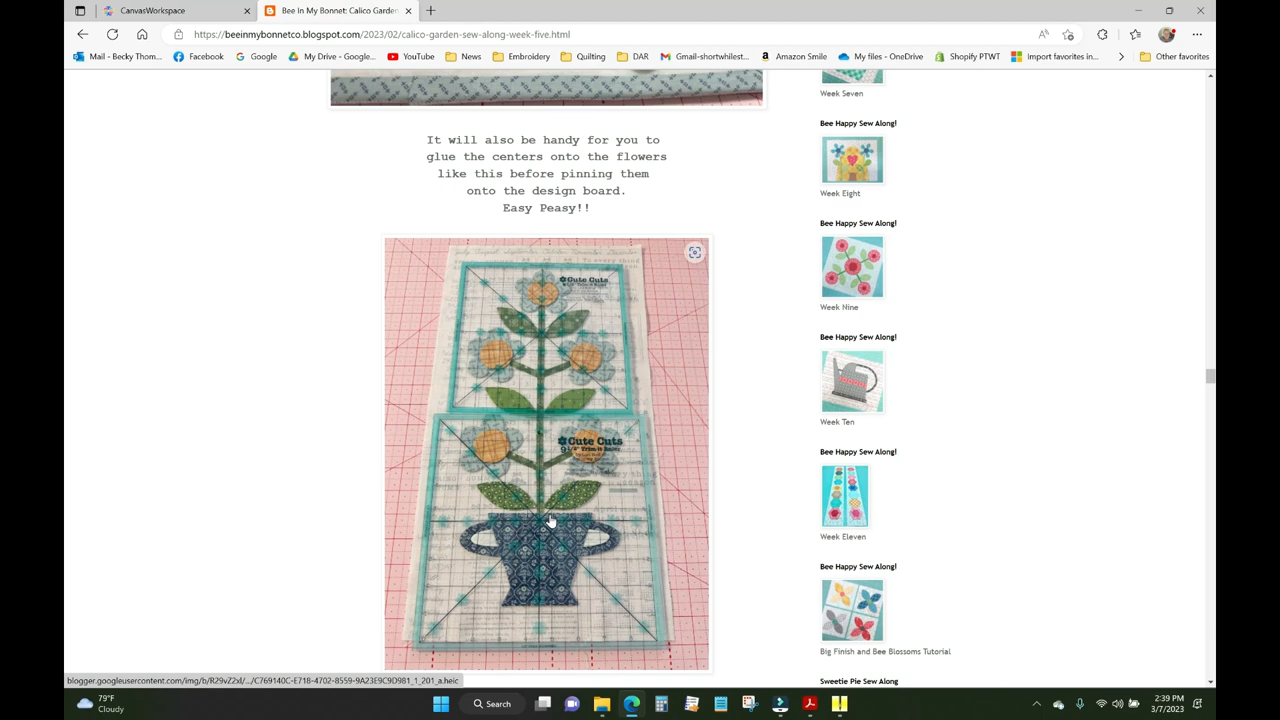 CanvasWorkspace
Bee In My Bonnet: Calico Garden
https://beeinmybonnetco.blogspot.com/2023/02/calico-garden-sew-along-week-five.html
Mail - Becky Thom...
Facebook
Google
My Drive - Google...
YouTube
News
Embroidery
Quilting
DAR
Gmail-shortwhilest...
Amazon Smile
My files - OneDrive
Shopify PTWT
Import favorites in...
Other favorites
It will also be handy for you to
glue the centers onto the flowers
like this before pinning them
onto the design board.
Easy Peasy!!
Cute Cuts
Cute Cuts
9 1/2" Trim-it Ruler
Week Seven
Bee Happy Sew Along!
Week Eight
Bee Happy Sew Along!
Week Nine
Bee Happy Sew Along!
Week Ten
Bee Happy Sew Along!
Week Eleven
Bee Happy Sew Along!
Big Finish and Bee Blossoms Tutorial
Sweetie Pie Sew Along
blogger.googleusercontent.com/img/b/R29vZ2xl/.../C769140C-E718-4702-8559-9A23E9C9D981_1_201_a.heic
79°F
Cloudy
Search
2:39 PM
3/7/2023